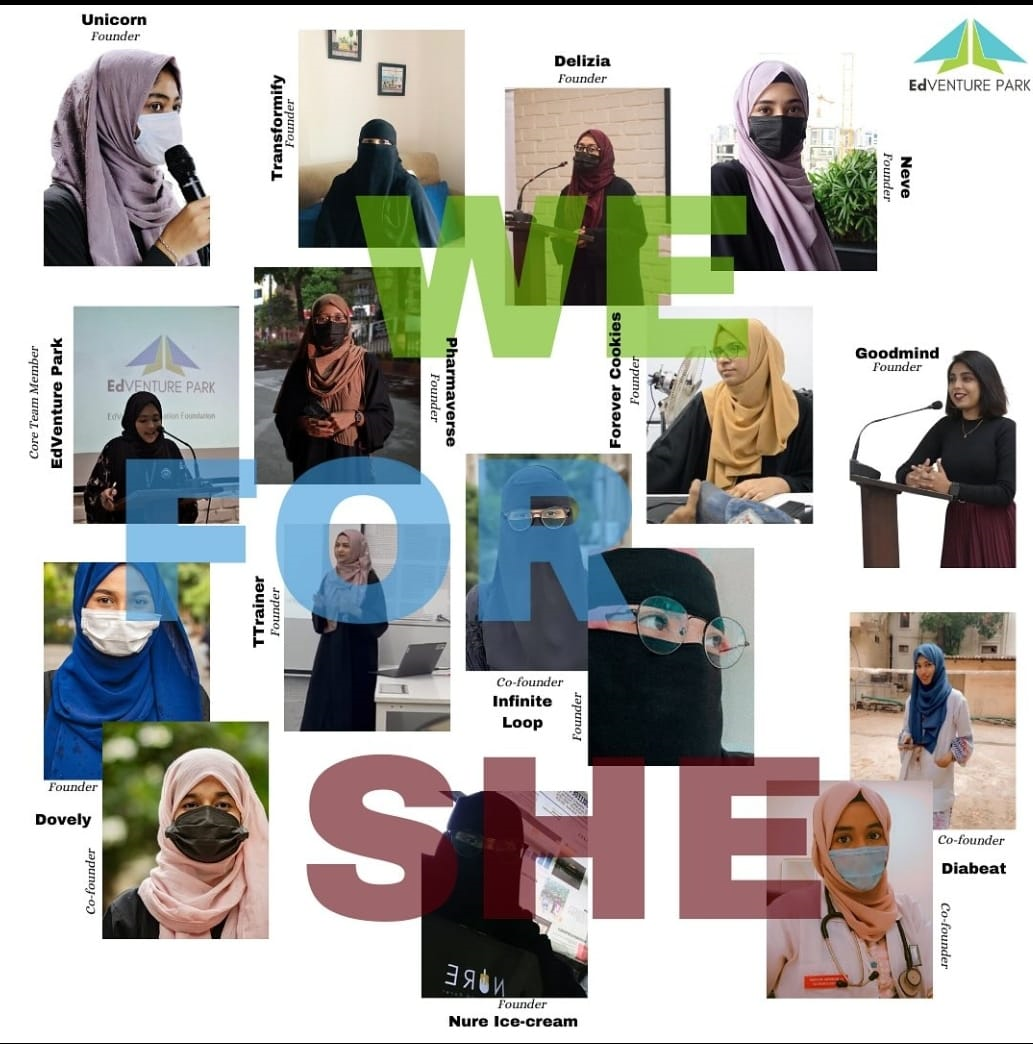 Unicorn
Founder
Transformify
Founder
Delizia
Founder
Neve
Founder
EdVENTURE PARK
WE
Core Team Member
EdVenture Park
EdVENTURE PARK
Pharmaverse
Founder
Forever Cookies
Founder
Goodmind
Founder
FOR
TTrainer
Founder
Co-founder
Infinite
Loop
Founder
Founder
Dovely
Co-founder
SHE
NURE
Founder
Nure Ice-cream
Co-founder
Diabeat
Co-founder